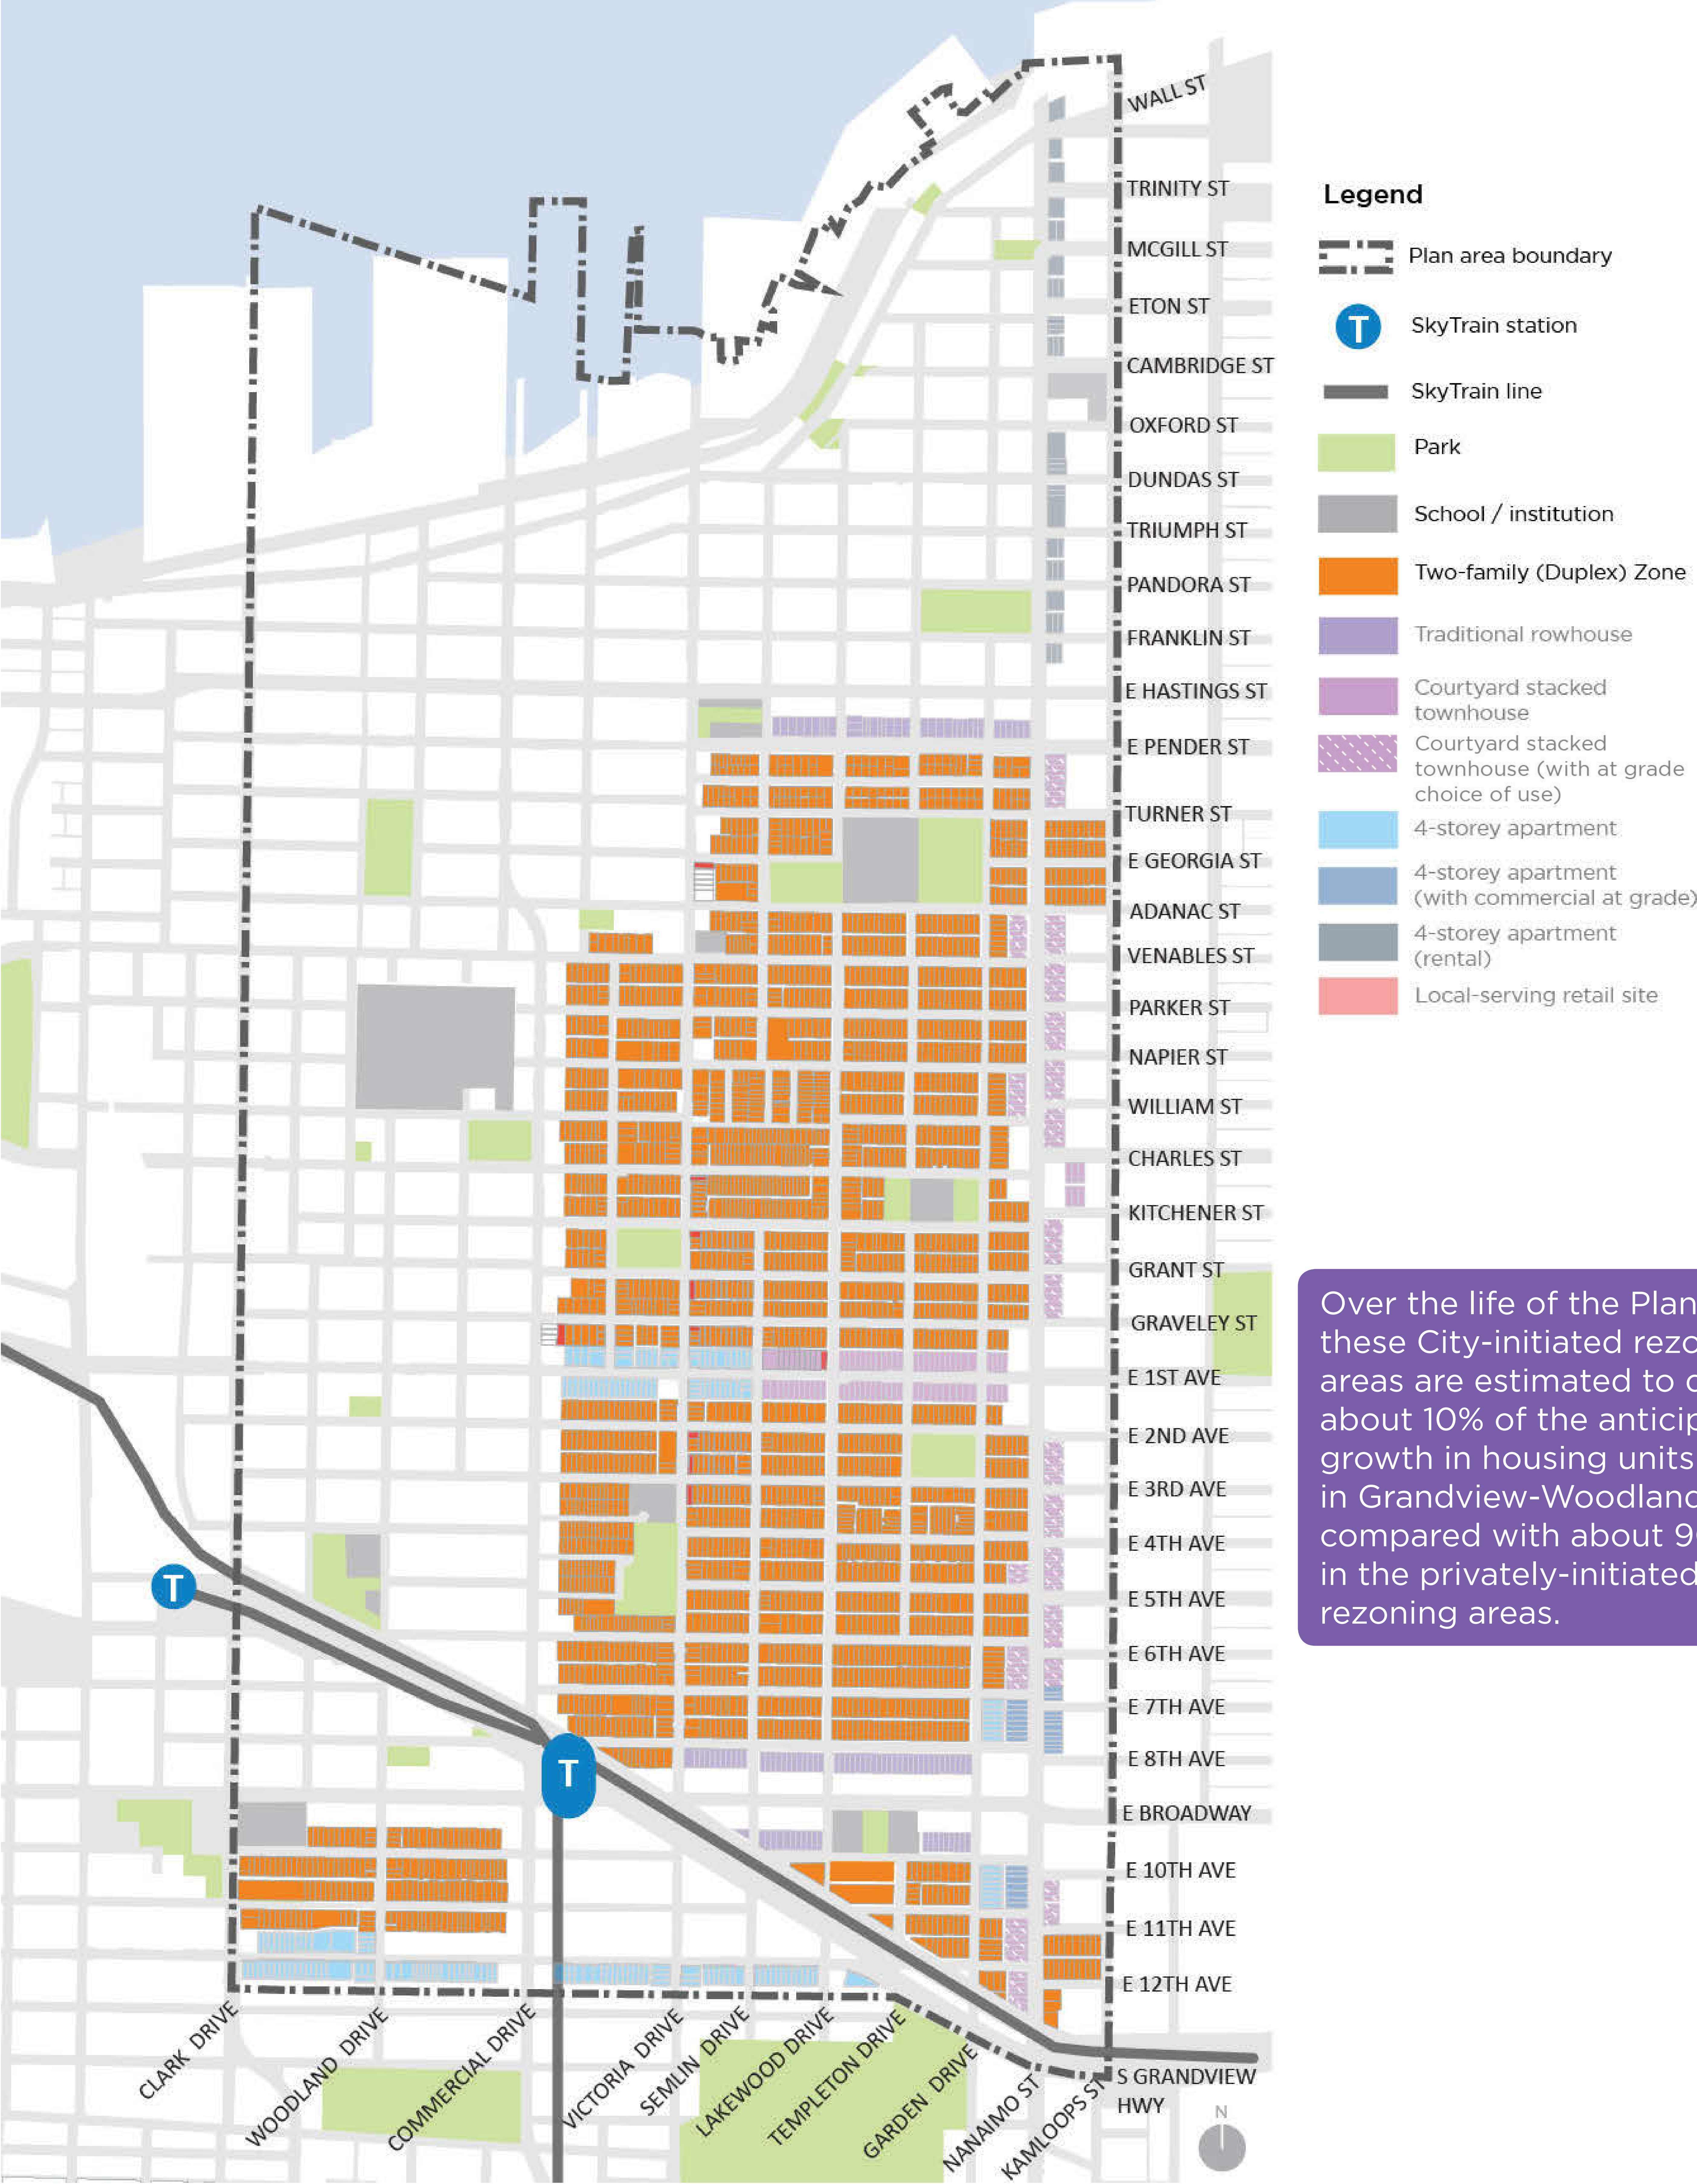 WALL ST
TRINITY ST
MCGILL ST
ETON ST
CAMBRIDGE ST
OXFORD ST
DUNDAS ST
TRIUMPH ST
PANDORA ST
FRANKLIN ST
E HASTINGS ST
E PENDER ST
TURNER ST
E GEORGIA ST
ADANAC ST
VENABLES ST
PARKER ST
NAPIER ST
WILLIAM ST
CHARLES ST
KITCHENER ST
GRANT ST
GRAVELEY ST
E 1ST AVE
E 2ND AVE
E 3RD AVE
E 4TH AVE
E 5TH AVE
E 6TH AVE
E 7TH AVE
E 8TH AVE
E BROADWAY
E 10TH AVE
E 11TH AVE
E 12TH AVE
S GRANDVIEW
HWY
T
T
CLARK DRIVE
WOODLAND DRIVE
COMMERCIAL DRIVE
VICTORIA DRIVE
SEMLIN DRIVE
LAKEWOOD DRIVE
TEMPLETON DRIVE
GARDEN DRIVE
NANAIMO ST
KAMLOOPS ST
N
Legend
Plan area boundary
T SkyTrain station
SkyTrain line
Park
School / institution
Two-family (Duplex) Zone
Traditional rowhouse
Courtyard stacked
townhouse
Courtyard stacked
townhouse (with at grade
choice of use)
4-storey apartment
4-storey apartment
(with commercial at grade)
4-storey apartment
(rental)
Local-serving retail site
Over the life of the Plan
these City-initiated
areas are estimated to
about 10% of the
growth in housing units
in
compared with about
in the privately-initiated
rezoning areas.